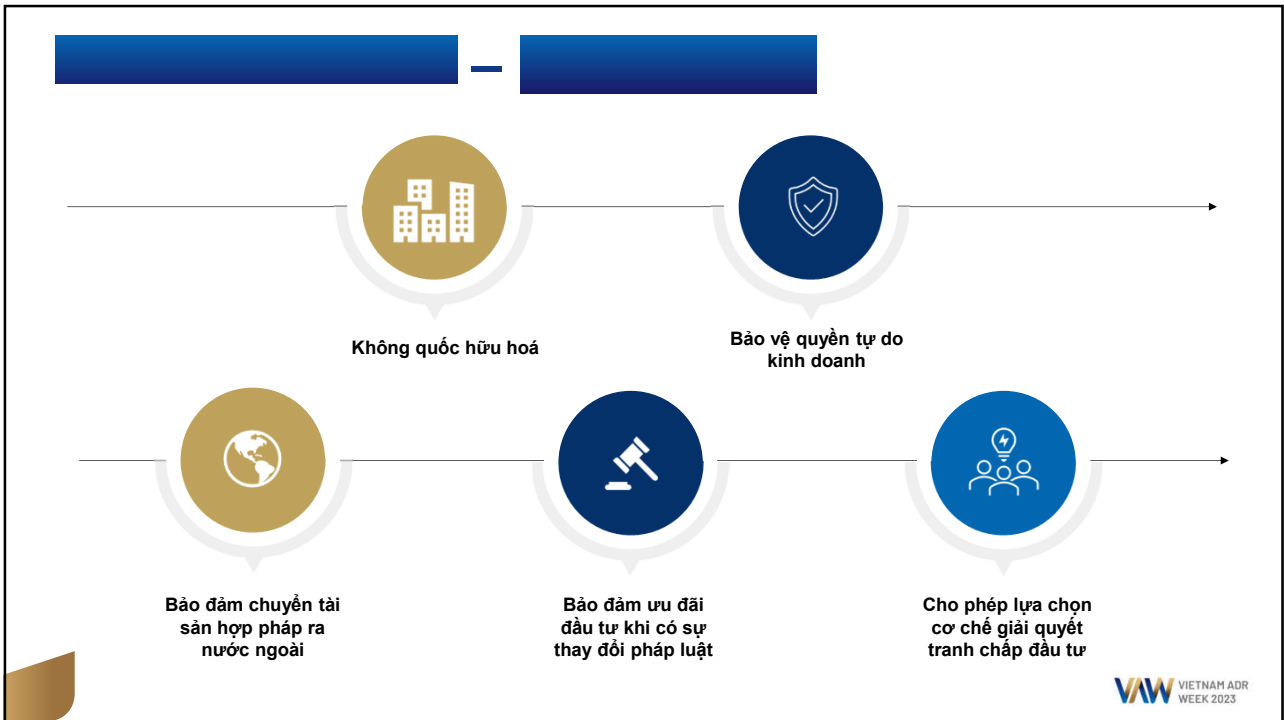 Không quốc hữu hoá
Bảo vệ quyền tự do
kinh doanh
Bảo đảm chuyển tài
sản hợp pháp ra
nước ngoài
Bảo đảm ưu đãi
đầu tư khi có sự
thay đổi pháp luật
Cho phép lựa chọn
cơ chế giải quyết
tranh chấp đầu tư
VAW
VIETNAM ADR
WEEK 2023